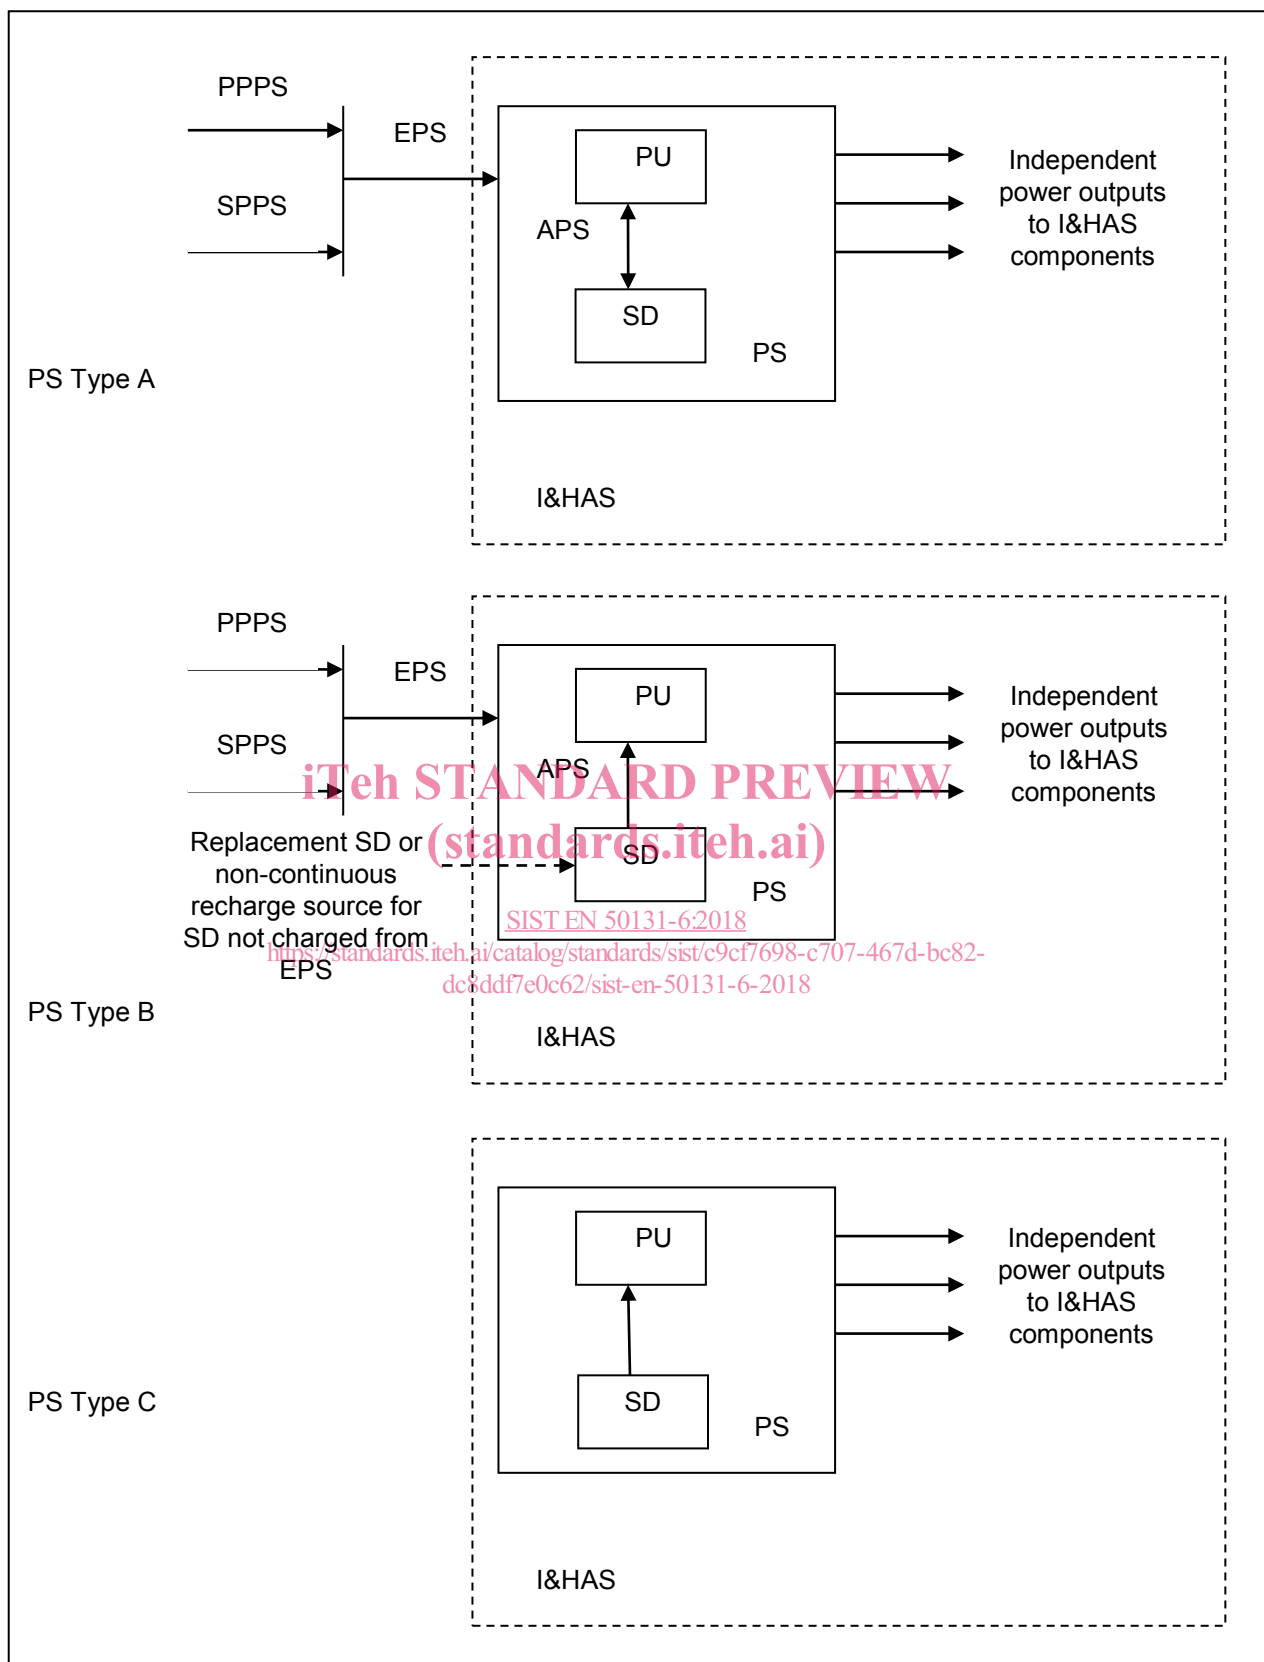 PPPS
EPS
SPPS
PU
APS
SD
PS
Independent
power outputs
to I&HAS
components
PS Type A
I&HAS
PPPS
EPS
SPPS
PU
APS
SD
PS
Independent
power outputs
to I&HAS
components
Replacement SD or
non-continuous
recharge source for
SD not charged from
EPS
iTeh STANDARD PREVIEW
(standards.iteh.ai)
SIST EN 50131-6:2018
https://standards.iteh.ai/catalog/standards/sist/c9cf7698-c707-467d-bc82-
dc8ddf7e0c62/sist-en-50131-6-2018
PS Type B
I&HAS
PU
SD
PS
Independent
power outputs
to I&HAS
components
PS Type C
I&HAS